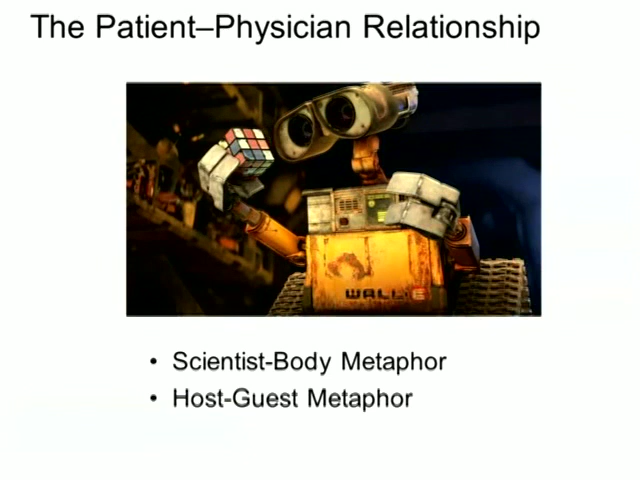 The Patient–Physician Relationship
WALL·E
• Scientist-Body Metaphor
• Host-Guest Metaphor